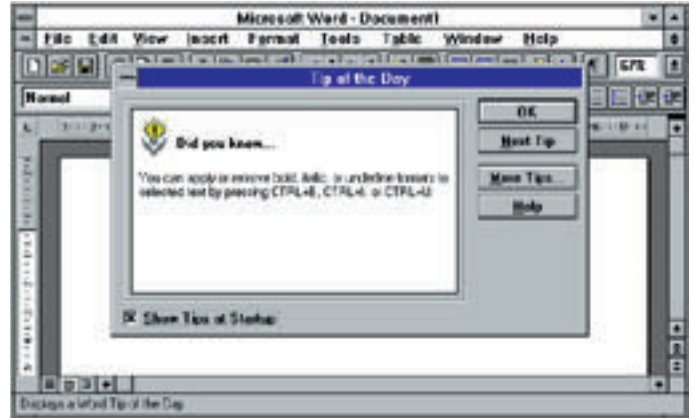 Microsoft Word - Document1
File Edit View Insert Format Tools Table Window Help
67%
Normal
Tip of the Day
Did you know...
You can apply or remove bold, italic, or underline formats to
selected text by pressing CTRL+B, CTRL+I, or CTRL+U.
OK
Next Tip
More Tips...
Help
Show Tips at Startup
Displays a Word Tip of the Day